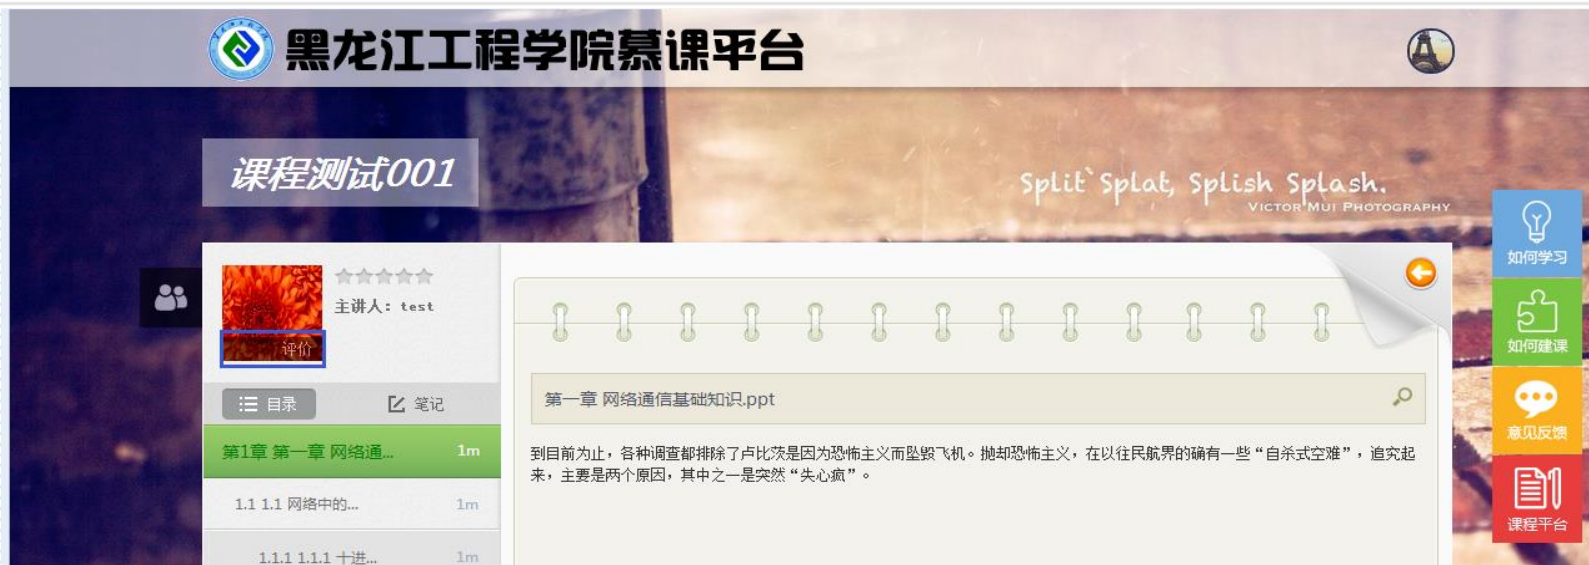 黑龙江工程学院慕课平台
课程测试001
Split Splat, Splish Splash.
VICTOR MUI PHOTOGRAPHY
如何学习
如何建课
意见反馈
课程平台
主讲人：test
评价
目录
笔记
第1章 第一章 网络通... 1m
1.1 1.1 网络中的... 1m
1.1.1 1.1.1 十进... 1m
第一章 网络通信基础知识.ppt
到目前为止，各种调查都排除了卢比茨是因为恐怖主义而坠毁飞机。抛却恐怖主义，在以往民航界的确有一些“自杀式空难”，追究起
来，主要是两个原因，其中之一是突然“失心疯”。